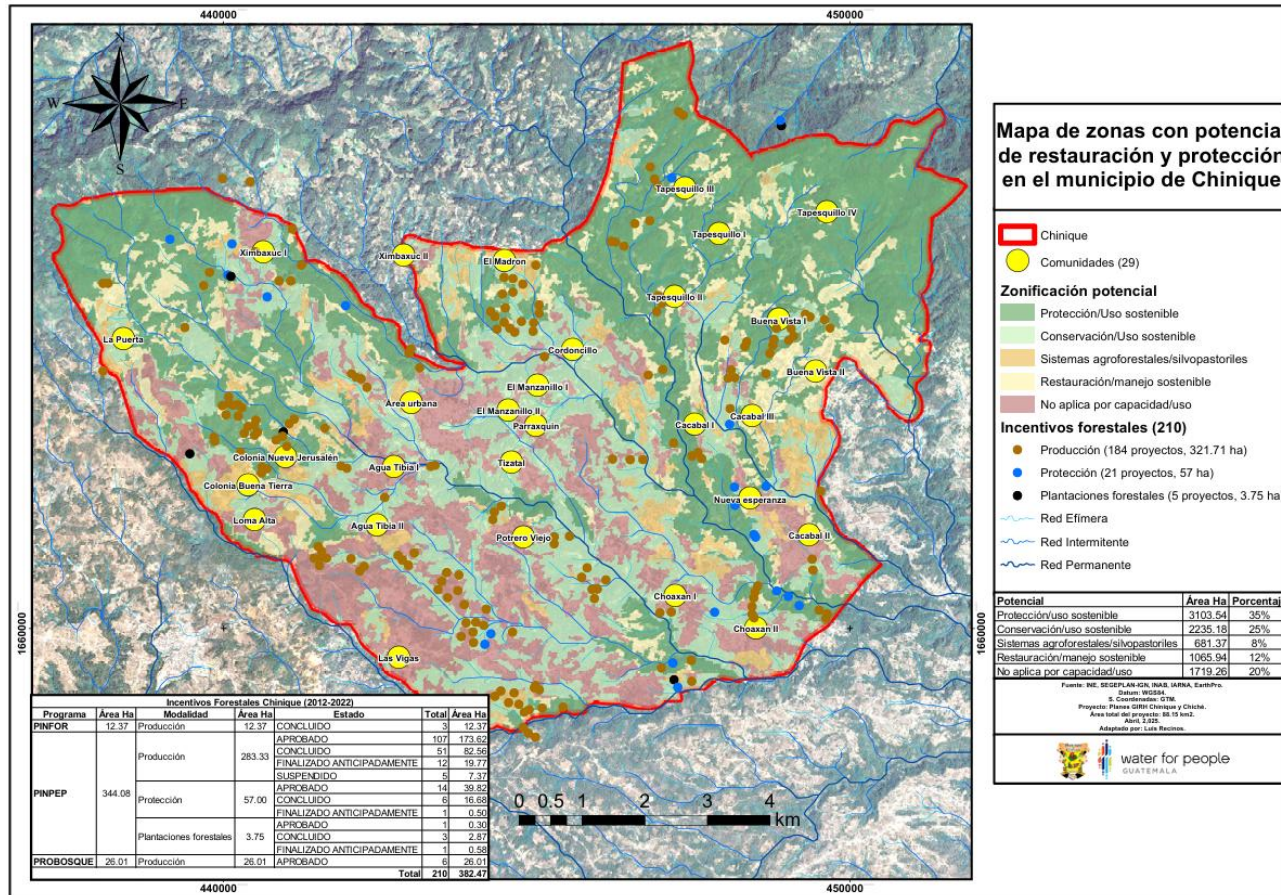 440000
450000
N
W
E
S
1660000
1660000
Ximbaxuc I
Ximbaxuc II
El Madron
Tapesquillo III
Tapesquillo IV
Tapesquillo I
Tapesquillo II
Buena Vista I
La Puerta
Cordoncillo
Buena Vista II
El Manzanillo I
Área urbana
El Manzanillo II
Parraxquin
Cacabal III
Cacabal I
Colonia Nueva Jerusalén
Agua Tibia I
Tizatal
Colonia Buena Tierra
Nueva esperanza
Loma Alta
Agua Tibia II
Potrero Viejo
Cacabal II
Choaxan I
Choaxan II
Las Vigas
0 0.5 1 2 3 4
km
440000
450000
Incentivos Forestales Chinique (2012-2022)
Programa Área Ha Modalidad Área Ha Estado Total Área Ha
PINFOR 12.37 Producción 12.37 CONCLUIDO 3 12.37
PINPEP 344.08 Producción 283.33 APROBADO 107 173.62
CONCLUIDO 51 82.56
FINALIZADO ANTICIPADAMENTE 12 19.77
SUSPENDIDO 5 7.37
Protección 57.00 APROBADO 14 39.82
CONCLUIDO 6 16.68
FINALIZADO ANTICIPADAMENTE 1 0.50
Plantaciones forestales 3.75 APROBADO 1 0.30
CONCLUIDO 3 2.87
FINALIZADO ANTICIPADAMENTE 1 0.58
PROBOSQUE 26.01 Producción 26.01 APROBADO 6 26.01
Total 210 382.47
Mapa de zonas con potencia
de restauración y protección
en el municipio de Chinique
Chinique
Comunidades (29)
Zonificación potencial
Protección/Uso sostenible
Conservación/Uso sostenible
Sistemas agroforestales/silvopastoriles
Restauración/manejo sostenible
No aplica por capacidad/uso
Incentivos forestales (210)
Producción (184 proyectos, 321.71 ha)
Protección (21 proyectos, 57 ha)
Plantaciones forestales (5 proyectos, 3.75 ha
Red Efímera
Red Intermitente
Red Permanente
Potencial Área Ha Porcentaj
Protección/uso sostenible 3103.54 35%
Conservación/uso sostenible 2235.18 25%
Sistemas agroforestales/silvopastoriles 681.37 8%
Restauración/manejo sostenible 1065.94 12%
No aplica por capacidad/uso 1719.26 20%
Fuente: INE, SEGEPLAN-IGN, INAB, IARNA, EarthPro.
Datum: WGS84.
S. Coordenadas: GTM.
Proyecto: Planes GIRH Chinique y Chiché.
Área total del proyecto: 88.15 km2.
Abril, 2,025.
Adaptado por: Luis Recinos.
water for people
GUATEMALA